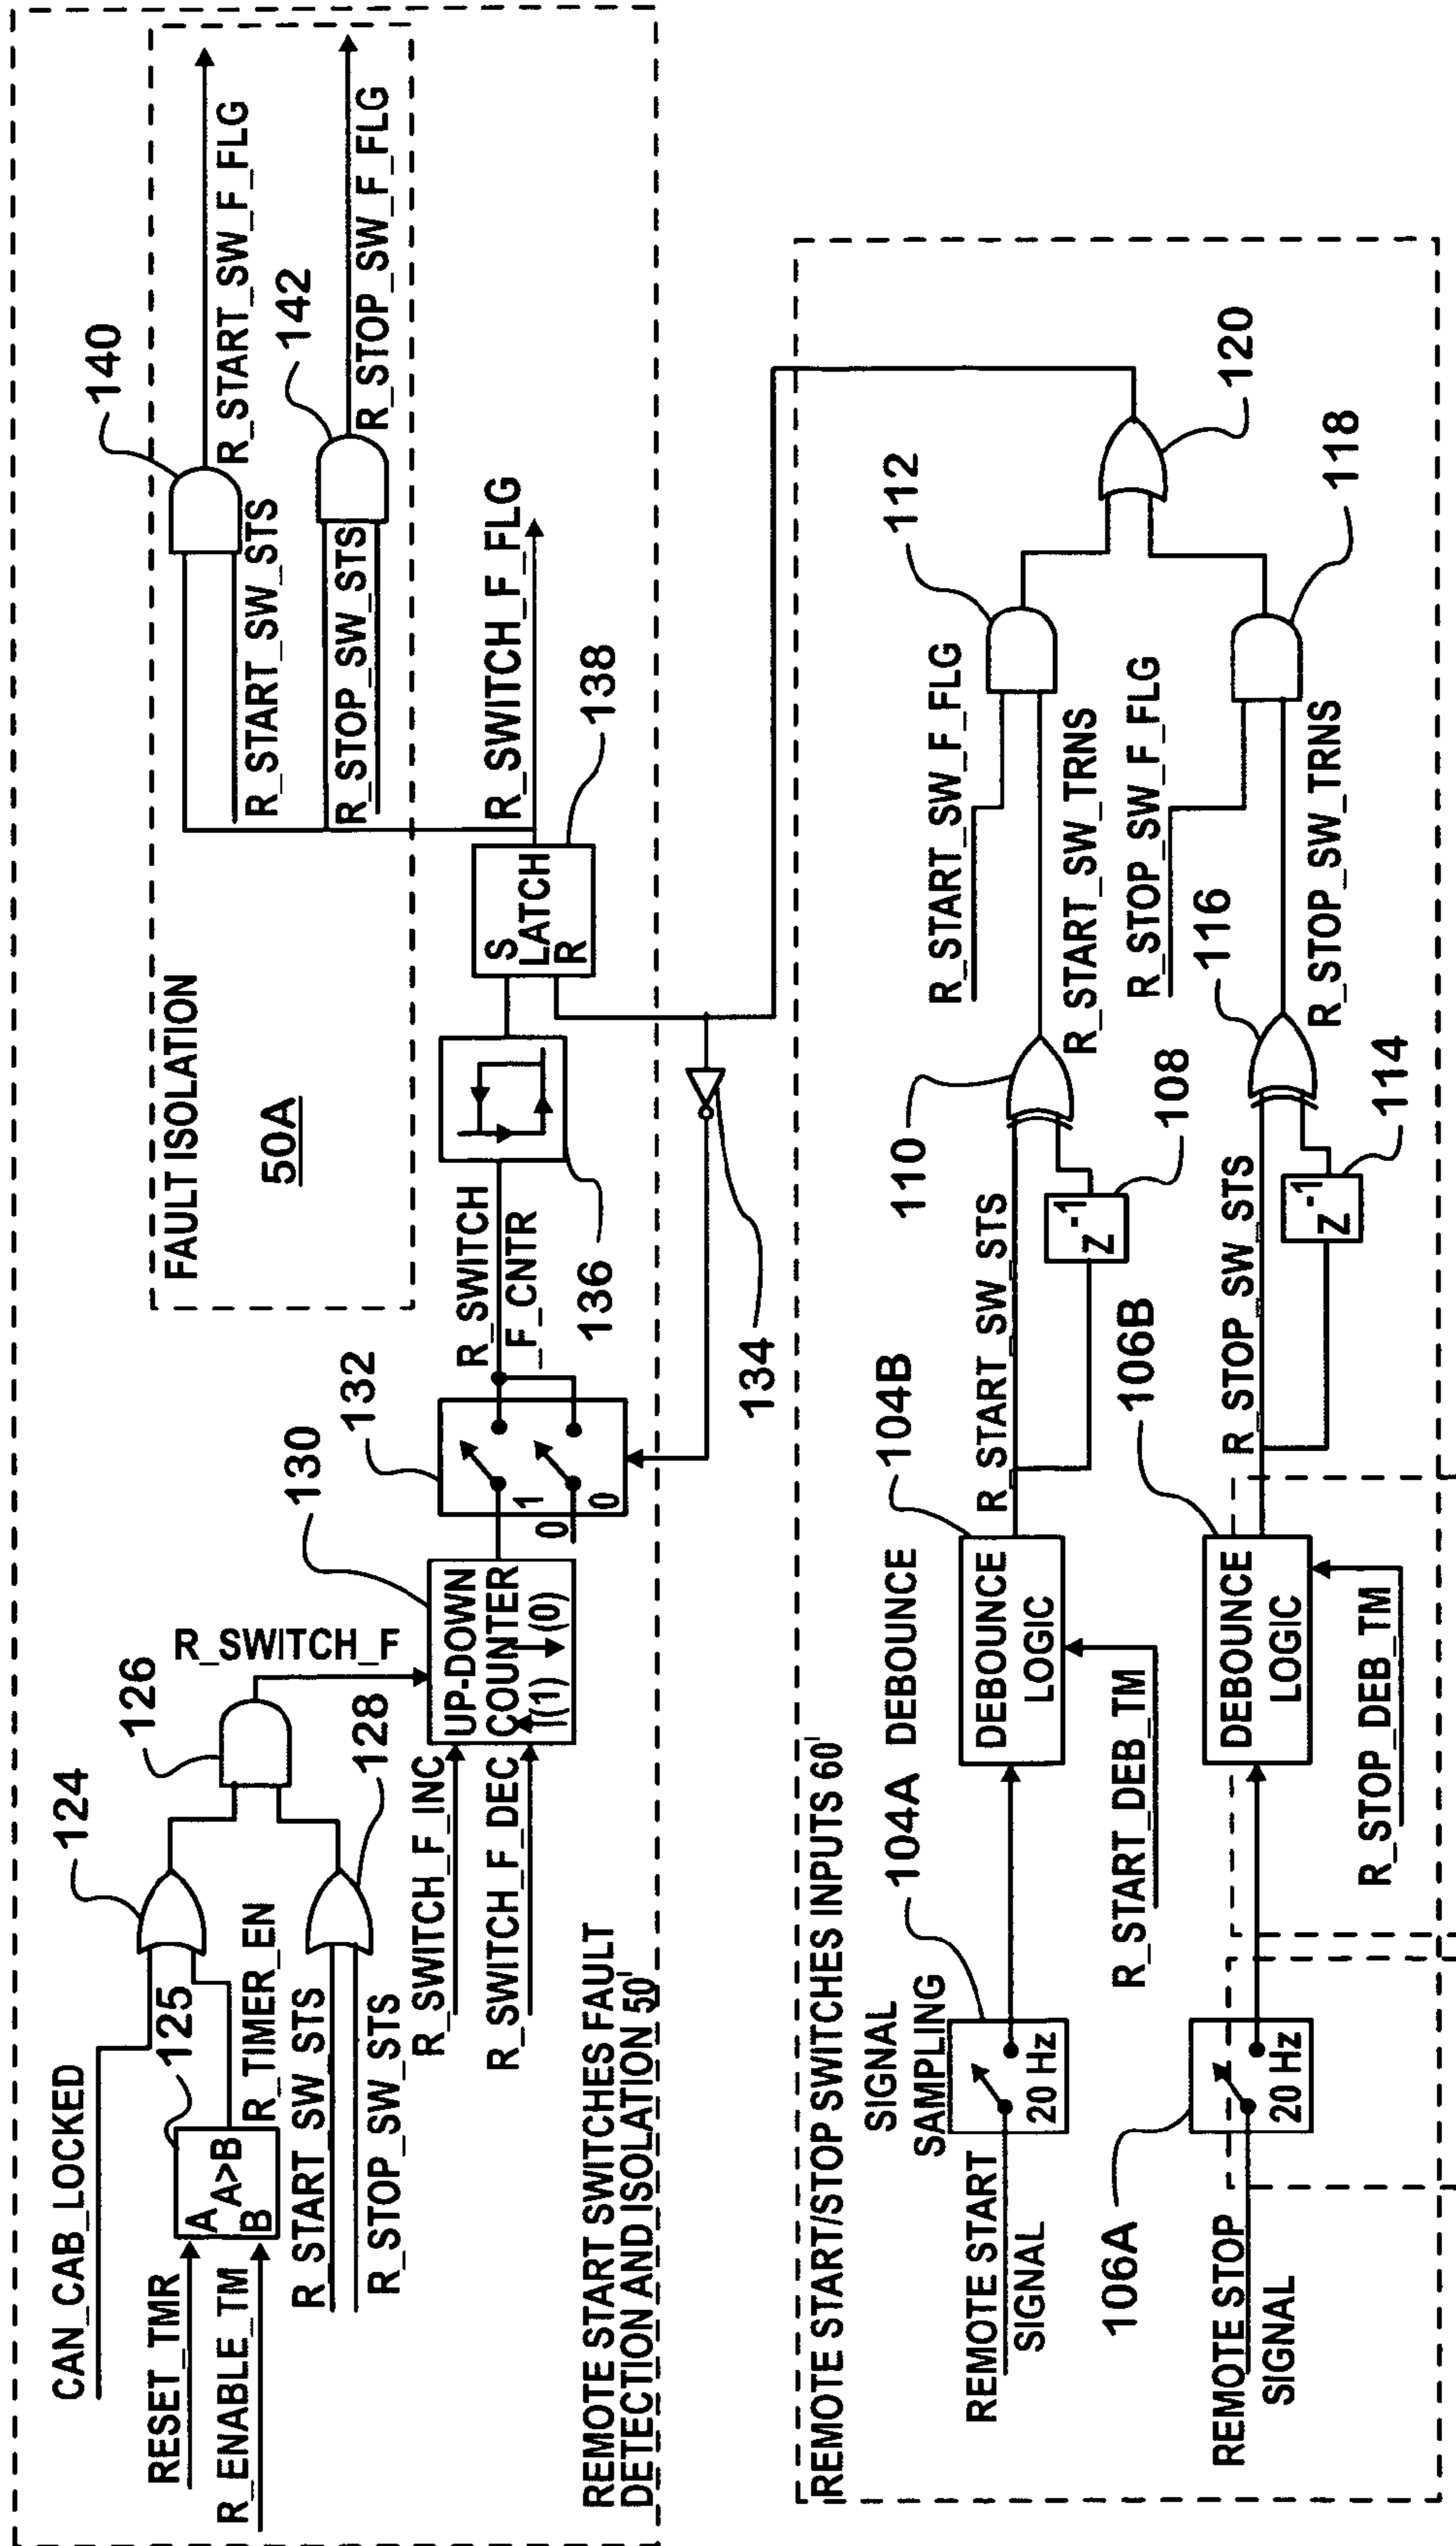 CAN_CAB_LOCKED
RESET_TMR
R_ENABLE_TM
A
A>B
B
125
R_TIMER_EN
124
R_START_SW_STS
R_STOP_SW_STS
128
126
R_SWITCH_F
R_SWITCH_F_INC
R_SWITCH_F_DEC
130
UP-DOWN
COUNTER
(1)
(0)
132
1
0
0
R_SWITCH
_F_CNTR
136
134
S
LATCH
R
138
R_SWITCH_F_FLG
FAULT ISOLATION
50A
R_START_SW_STS
R_STOP_SW_STS
140
R_START_SW_F_FLG
142
R_STOP_SW_F_FLG
REMOTE START SWITCHES FAULT
DETECTION AND ISOLATION 50'
REMOTE START/STOP SWITCHES INPUTS 60'
REMOTE START
SIGNAL
SIGNAL
SAMPLING
104A
20 Hz
DEBOUNCE
104B
DEBOUNCE
LOGIC
R_START_DEB_TM
R_START_SW_STS
Z-1
108
110
R_START_SW_F_FLG
R_START_SW_TRNS
112
REMOTE STOP
SIGNAL
106A
20 Hz
106B
DEBOUNCE
LOGIC
R_STOP_DEB_TM
R_STOP_SW_STS
Z-1
114
116
R_STOP_SW_F_FLG
R_STOP_SW_TRNS
118
120